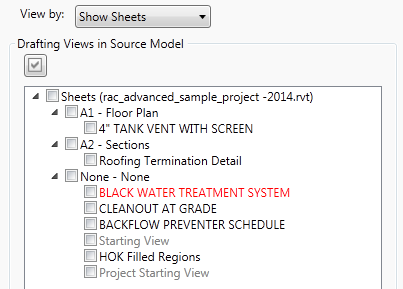 View by: Show Sheets
Drafting Views in Source Model
Sheets (rac_advanced_sample_project -2014.rvt)
A1 - Floor Plan
4" TANK VENT WITH SCREEN
A2 - Sections
Roofing Termination Detail
None - None
BLACK WATER TREATMENT SYSTEM
CLEANOUT AT GRADE
BACKFLOW PREVENTER SCHEDULE
Starting View
HOK Filled Regions
Project Starting View